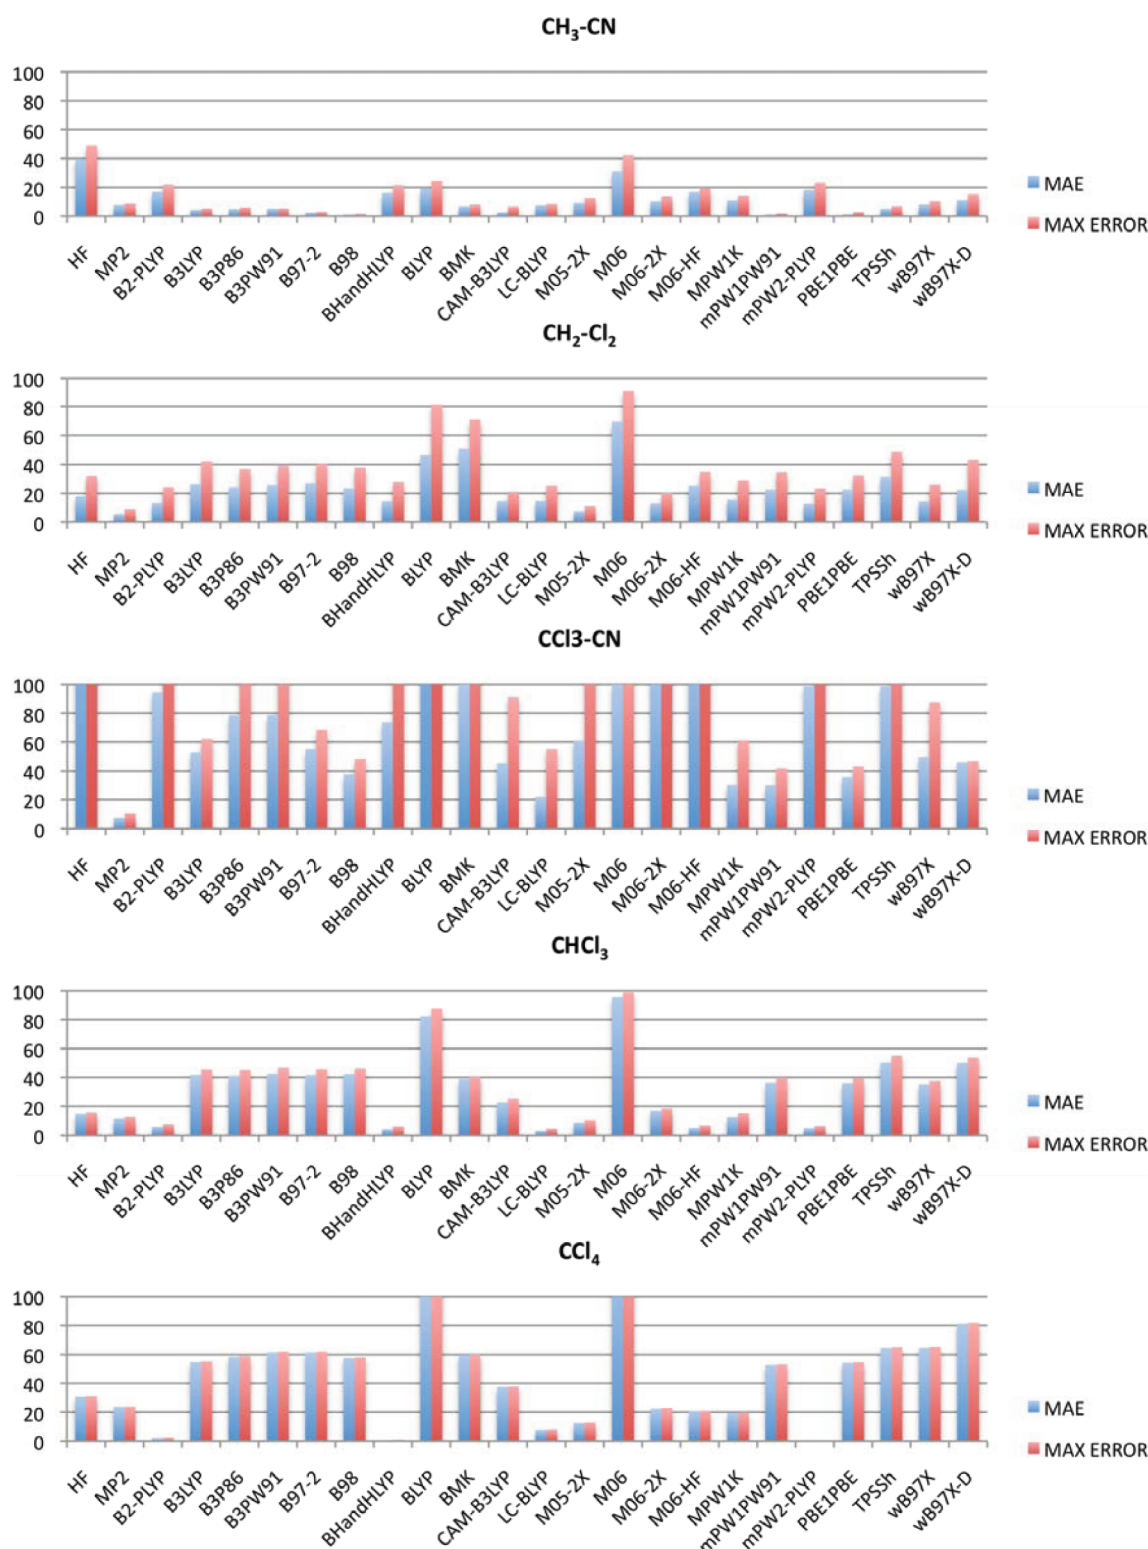 CH₃-CN
100
80
60
40
20
0
MAE
MAX ERROR
HF MP2 B2-PLYP B3LYP B3P86 B3PW91 B97-2 B98 BHandHLYP BLYP BMK CAM-B3LYP LC-BLYP M05-2X M06 M06-2X M06-HF MPW1K mPW1PW91 mPW2-PLYP PBE1PBE TPSSh wB97X wB97X-D
CH₂-Cl₂
100
80
60
40
20
0
MAE
MAX ERROR
HF MP2 B2-PLYP B3LYP B3P86 B3PW91 B97-2 B98 BHandHLYP BLYP BMK CAM-B3LYP LC-BLYP M05-2X M06 M06-2X M06-HF MPW1K mPW1PW91 mPW2-PLYP PBE1PBE TPSSh wB97X wB97X-D
CCl3-CN
100
80
60
40
20
0
MAE
MAX ERROR
HF MP2 B2-PLYP B3LYP B3P86 B3PW91 B97-2 B98 BHandHLYP BLYP BMK CAM-B3LYP LC-BLYP M05-2X M06 M06-2X M06-HF MPW1K mPW1PW91 mPW2-PLYP PBE1PBE TPSSh wB97X wB97X-D
CHCl₃
100
80
60
40
20
0
MAE
MAX ERROR
HF MP2 B2-PLYP B3LYP B3P86 B3PW91 B97-2 B98 BHandHLYP BLYP BMK CAM-B3LYP LC-BLYP M05-2X M06 M06-2X M06-HF MPW1K mPW1PW91 mPW2-PLYP PBE1PBE TPSSh wB97X wB97X-D
CCl₄
100
80
60
40
20
0
MAE
MAX ERROR
HF MP2 B2-PLYP B3LYP B3P86 B3PW91 B97-2 B98 BHandHLYP BLYP BMK CAM-B3LYP LC-BLYP M05-2X M06 M06-2X M06-HF MPW1K mPW1PW91 mPW2-PLYP PBE1PBE TPSSh wB97X wB97X-D